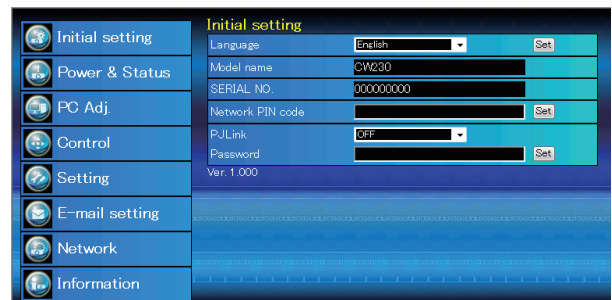 Initial setting
Power & Status
PC Adj.
Control
Setting
E-mail setting
Network
Information
Initial setting
Language English Set
Model name CW230
SERIAL NO. 000000000
Network PIN code Set
PJLink OFF
Password Set
Ver. 1.000